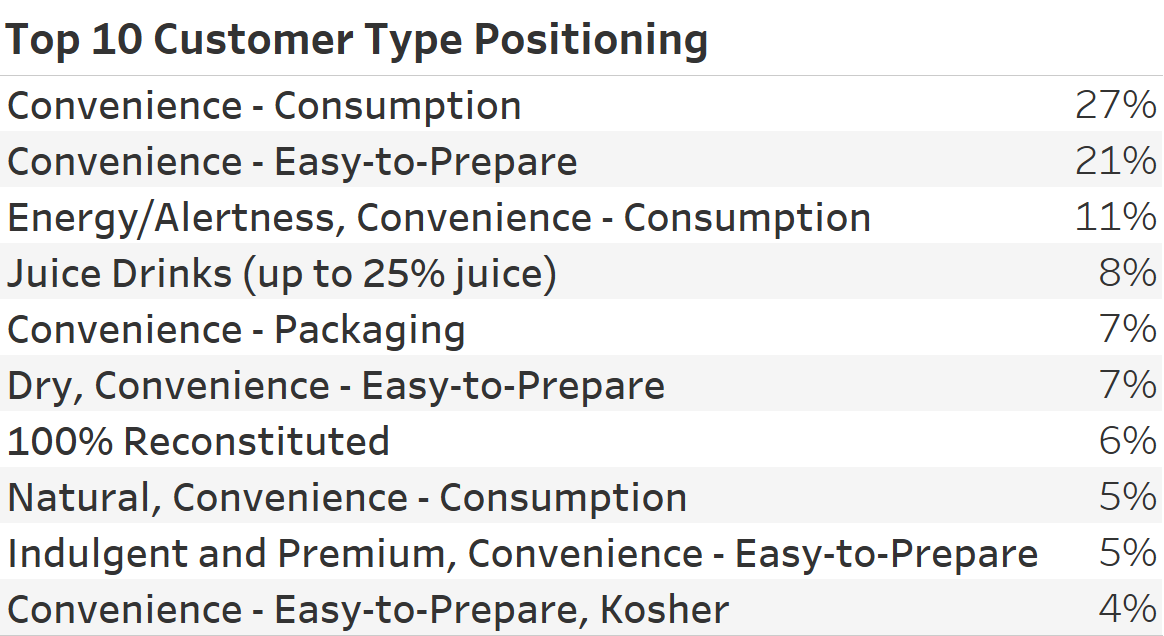 Top 10 Customer Type Positioning
Convenience - Consumption 27%
Convenience - Easy-to-Prepare 21%
Energy/Alertness, Convenience - Consumption 11%
Juice Drinks (up to 25% juice) 8%
Convenience - Packaging 7%
Dry, Convenience - Easy-to-Prepare 7%
100% Reconstituted 6%
Natural, Convenience - Consumption 5%
Indulgent and Premium, Convenience - Easy-to-Prepare 5%
Convenience - Easy-to-Prepare, Kosher 4%